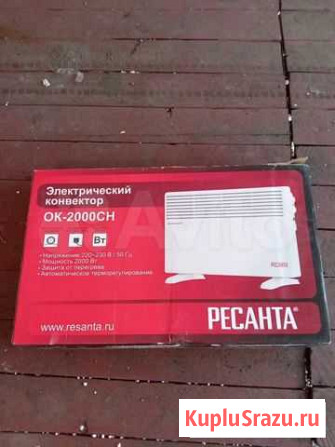 Электрический
конвектор
ОК-2000СН
Вт
• Напряжение 220-230 В / 50 Гц
• Мощность 2000 Вт
• Защита от перегрева
• Автоматическое терморегулирование
www.resanta.ru
РЕСАНТА®
KupluSrazu.ru